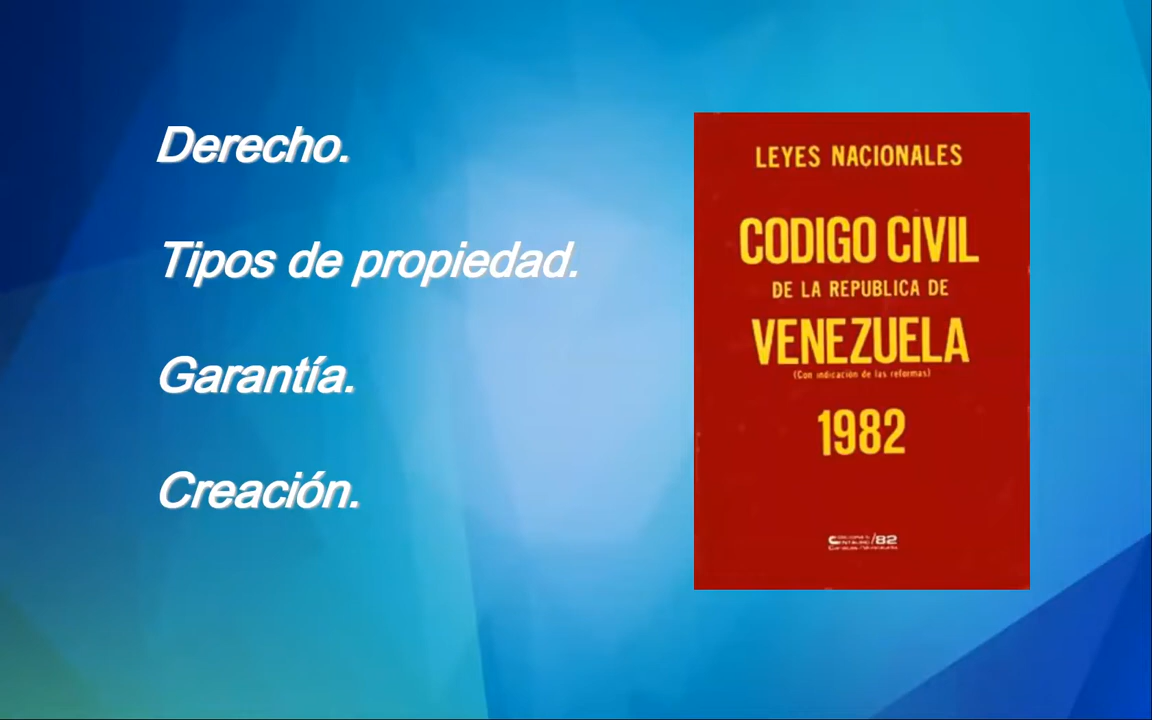 Derecho.
Tipos de propiedad.
Garantía.
Creación.
LEYES NACIONALES
CODIGO CIVIL
DE LA REPUBLICA DE
VENEZUELA
(Con indicación de las reformas)
1982
/82